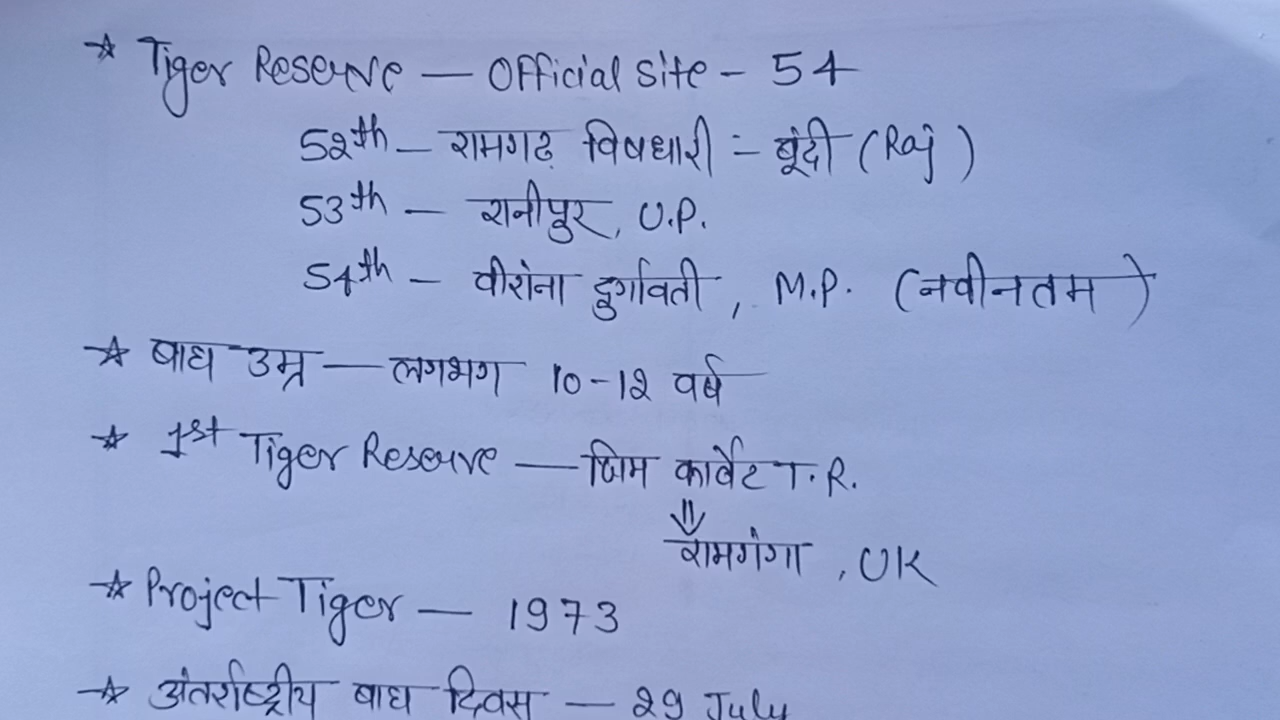 ☆ Tiger Reserve — Official site - 54
52th — रामगढ़ विषधारी - बूंदी (Raj)
53th — रानीपुर, U.P.
54th - वीरांना दुर्गावती, M.P. (नवीनतम)
☆ बाघ उम्र — लगभग 10-12 वर्ष
☆ 1st Tiger Reserve — जिम कार्बेट T.R.
⇓
रामगंगा, UK
☆ Project Tiger — 1973
☆ अंतर्राष्ट्रीय बाघ दिवस — 29 July